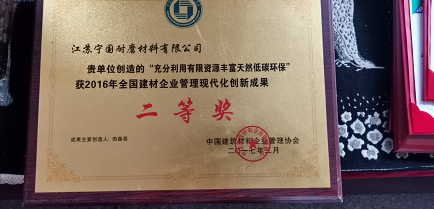 江苏宁国耐磨材料有限公司
贵单位创造的“充分利用有限资源丰富天然低碳环保”
获2016年全国建材企业管理现代化创新成果
二等奖
成果主要创造人：田森岳
中国建筑材料企业管理协会
二〇一七年三月